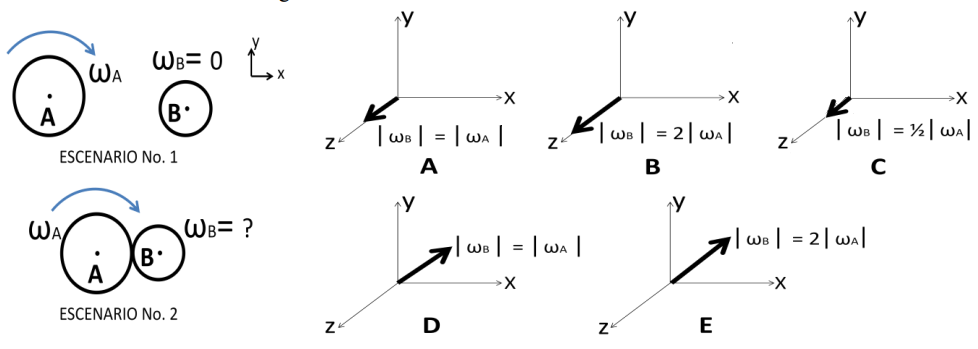 ωA
A
ωB= 0
B
y
x
ESCENARIO No. 1
ωA
A
B
ωB= ?
ESCENARIO No. 2
y
x
z
|ωB| = |ωA|
A
y
x
z
|ωB| = 2|ωA|
B
y
x
z
|ωB| = ½|ωA|
C
y
x
z
|ωB| = |ωA|
D
y
x
z
|ωB| = 2|ωA|
E